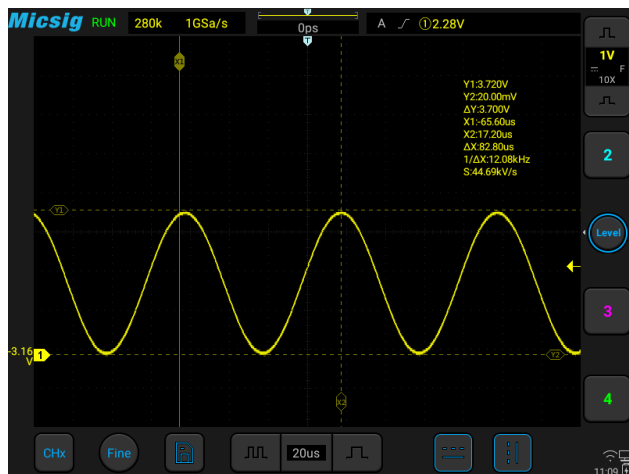 Micsig RUN 280k 1GSa/s T 0ps A ①2.28V
T
X1
1V
F
10X
Y1:3.720V
Y2:20.00mV
ΔY:3.700V
X1:-65.60us
X2:17.20us
ΔX:82.80us
1/ΔX:12.08kHz
S:44.69kV/s
2
Y1
Level
3
-3.16
V
1
Y2
X2
4
CHx Fine 20us
11:09